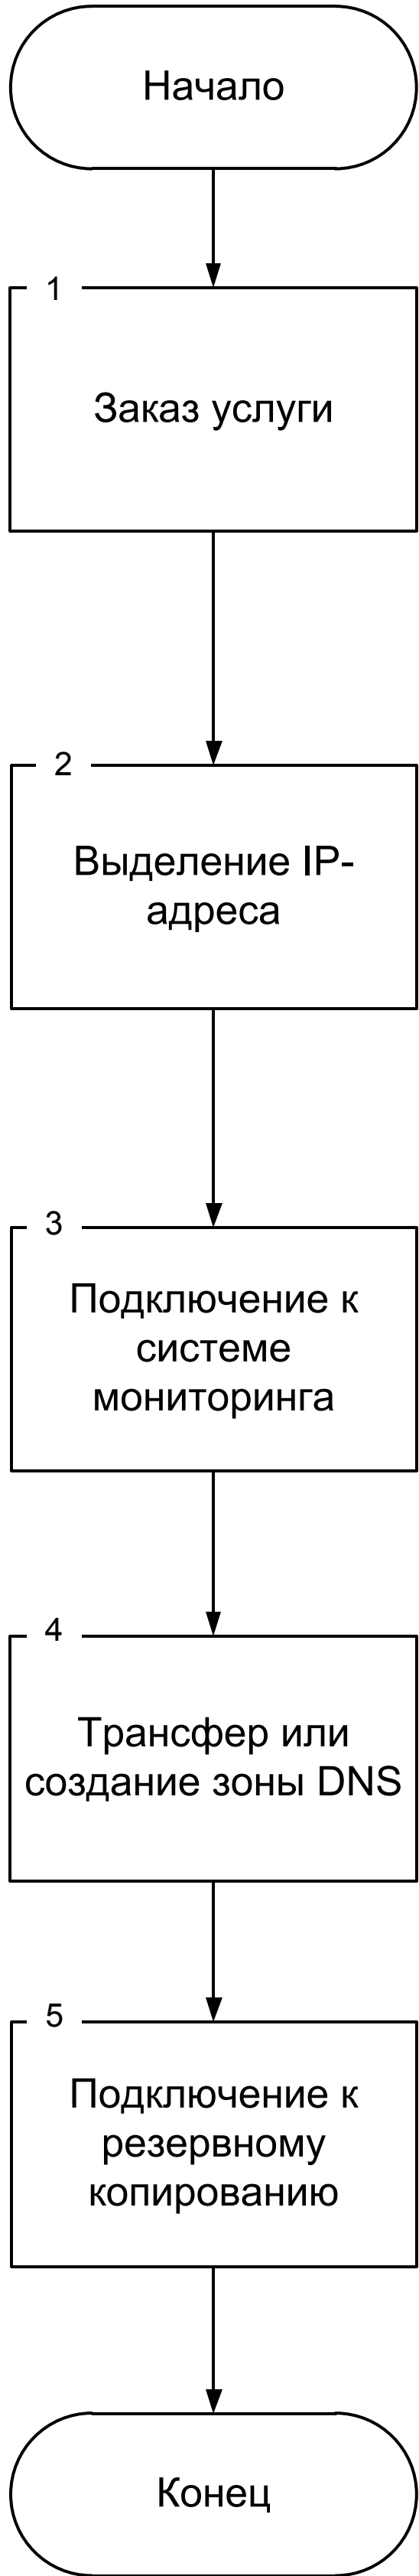 Начало
1
Заказ услуги
2
Выделение IP-
адреса
3
Подключение к
системе
мониторинга
4
Трансфер или
создание зоны DNS
5
Подключение к
резервному
копированию
Конец